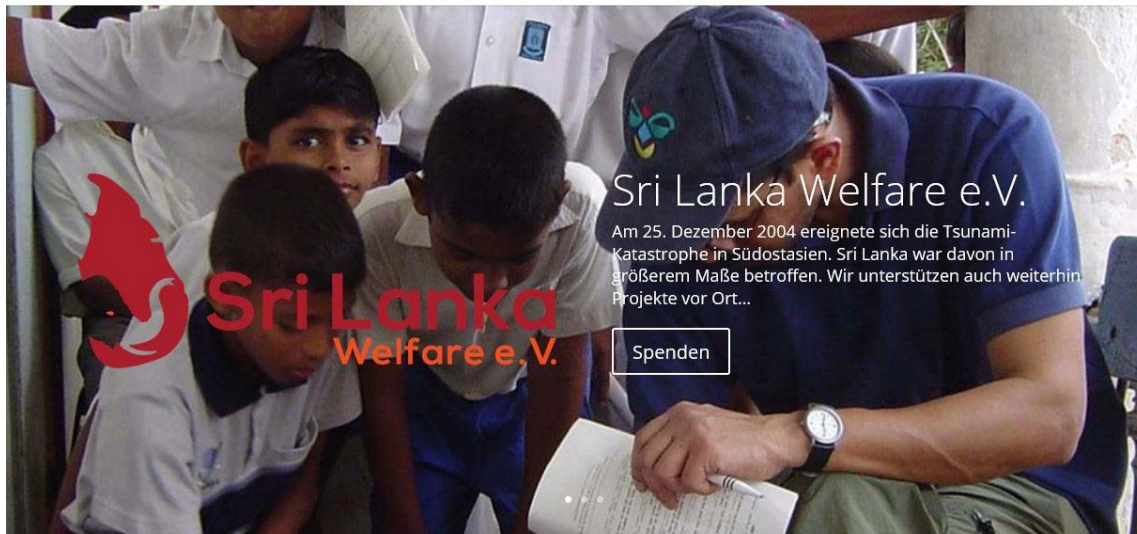 Sri Lanka
Welfare e.V.
Sri Lanka Welfare e.V.
Am 25. Dezember 2004 ereignete sich die Tsunami-
Katastrophe in Südostasien. Sri Lanka war davon in
größerem Maße betroffen. Wir unterstützen auch weiterhin
Projekte vor Ort...
Spenden